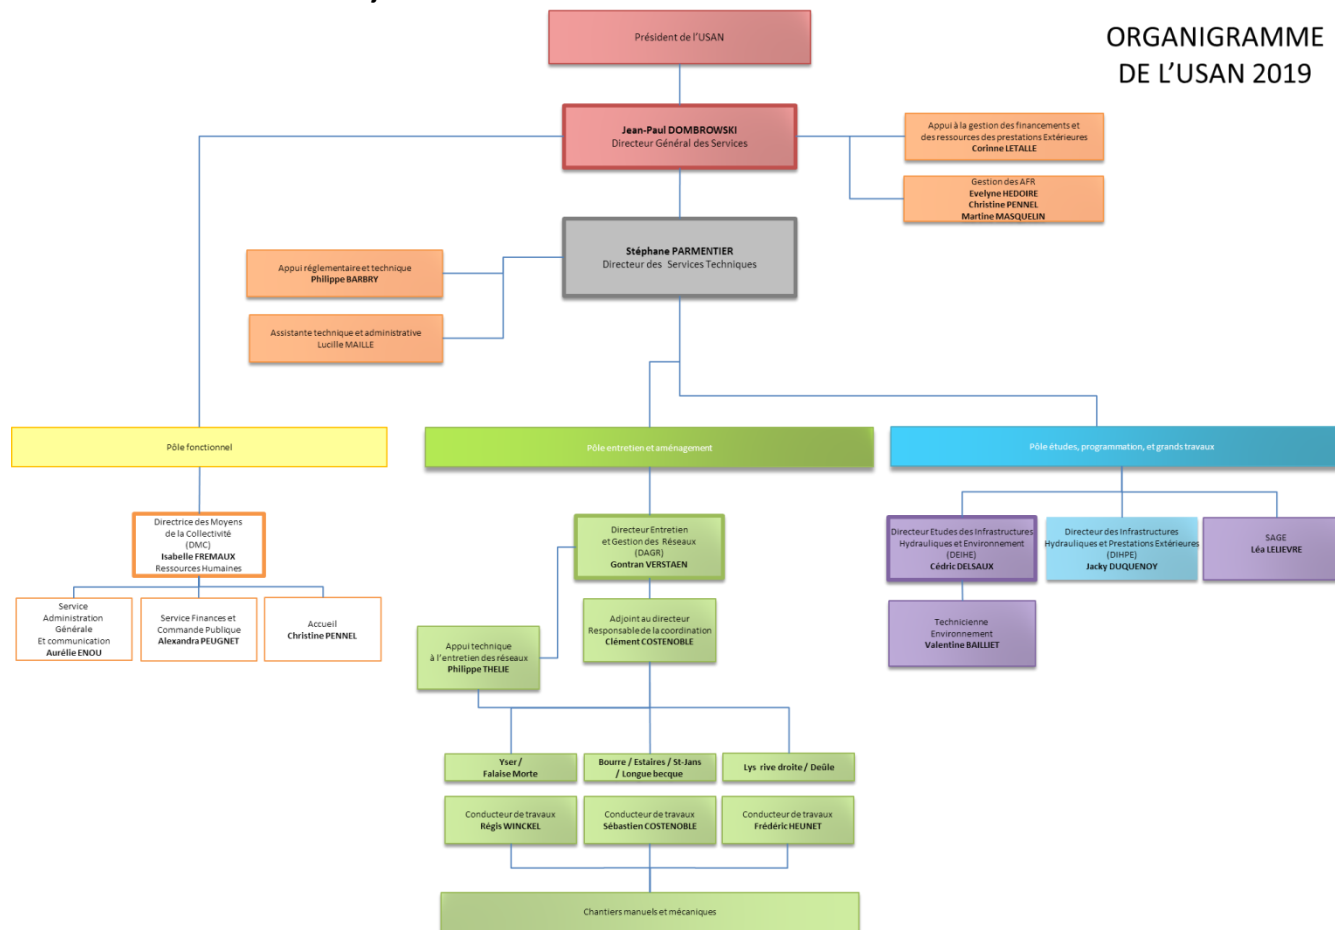 ORGANIGRAMME
DE L'USAN 2019
Président de l'USAN
Jean-Paul DOMBROWSKI
Directeur Général des Services
Appui à la gestion des financements et
des ressources des prestations Extérieures
Corinne LETALLE
Gestion des AFR
Evelyne HEDOIRE
Christine PENNEL
Martine MASQUELIN
Stéphane PARMENTIER
Directeur des Services Techniques
Appui réglementaire et technique
Philippe BARBRY
Assistante technique et administrative
Lucille MAILLE
Pôle fonctionnel
Pôle entretien et aménagement
Pôle études, programmation, et grands travaux
Directrice des Moyens
de la Collectivité
(DMC)
Isabelle FREMAUX
Ressources Humaines
Service
Administration
Générale
Et communication
Aurélie ENOU
Service Finances et
Commande Publique
Alexandra PEUGNET
Accueil
Christine PENNEL
Directeur Entretien
et Gestion des Réseaux
(DAGR)
Gontran VERSTAEN
Adjoint au directeur
Responsable de la coordination
Clément COSTENOBLE
Appui technique
à l'entretien des réseaux
Philippe THELIE
Yser /
Falaise Morte
Bourre / Estaires / St-Jans
/ Longue becque
Lys rive droite / Deûle
Conducteur de travaux
Régis WINCKEL
Conducteur de travaux
Sébastien COSTENOBLE
Conducteur de travaux
Frédéric HEUNET
Chantiers manuels et mécaniques
Directeur Etudes des Infrastructures
Hydrauliques et Environnement
(DEIHE)
Cédric DELSAUX
Directeur des Infrastructures
Hydrauliques et Prestations Extérieures
(DIHPE)
Jacky DUQUENOY
SAGE
Léa LELIEVRE
Technicienne
Environnement
Valentine BAILLIET